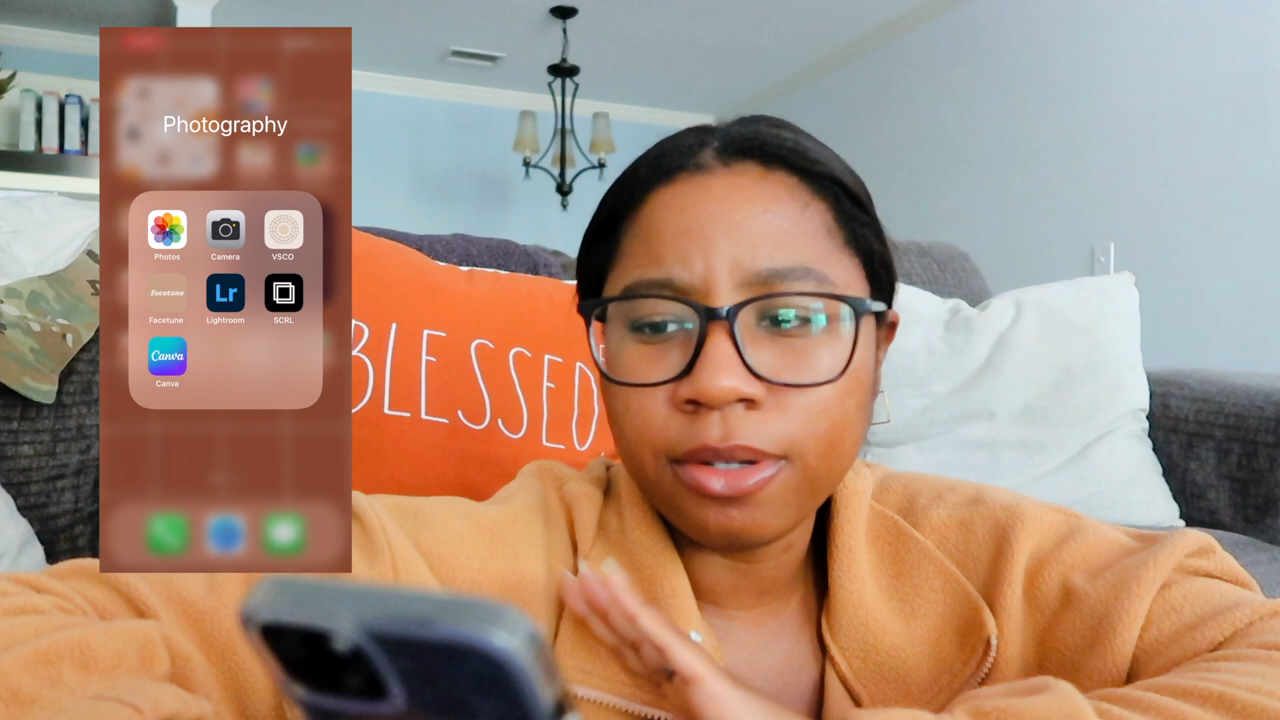 Photography
Photos Camera VSCO
facetune Lr
Facetune Lightroom SCRL
Canva
Canva
BLESSED